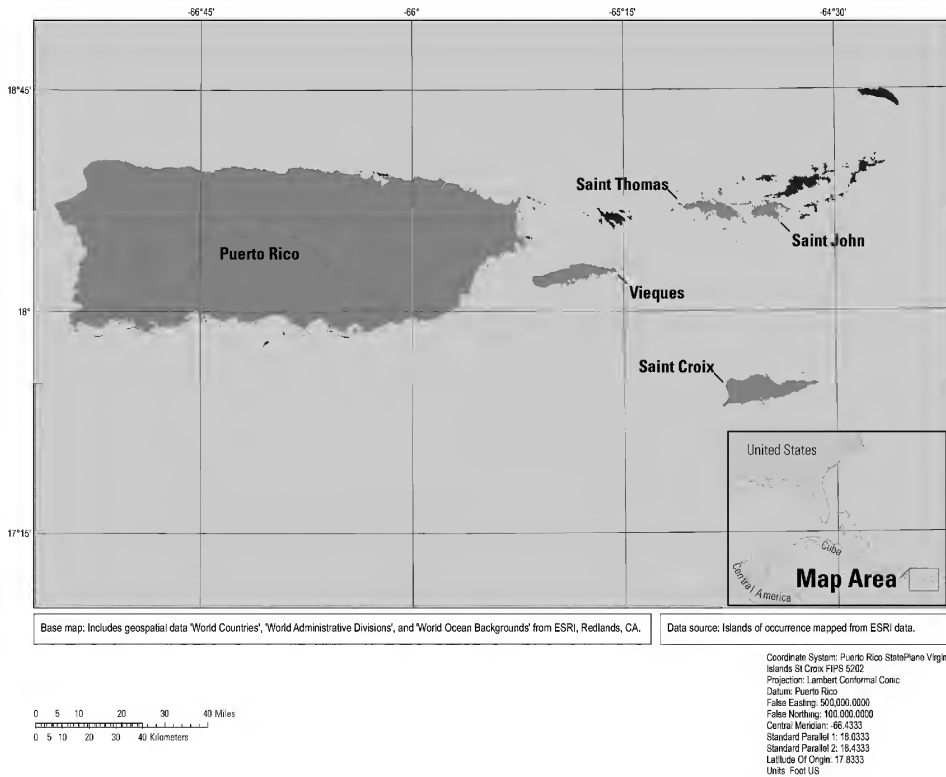 -66°45'
-66°
-65°15'
-64°30'
18°45'
Saint Thomas
Saint John
Puerto Rico
Vieques
18°
Saint Croix
United States
17°15'
Cuba
Central America
Map Area
Base map: Includes geospatial data 'World Countries', 'World Administrative Divisions', and 'World Ocean Backgrounds' from ESRI, Redlands, CA.
Data source: Islands of occurrence mapped from ESRI data.
Coordinate System: Puerto Rico StatePlane Virgin
Islands St Croix FIPS 5202
Projection: Lambert Conformal Conic
Datum: Puerto Rico
False Easting: 500,000.0000
False Northing: 100,000.0000
Central Meridian: -66.4333
Standard Parallel 1: 18.0333
Standard Parallel 2: 18.4333
Latitude Of Origin: 17.8333
Units Foot US
0 5 10 20 30 40 Miles
0 5 10 20 30 40 Kilometers